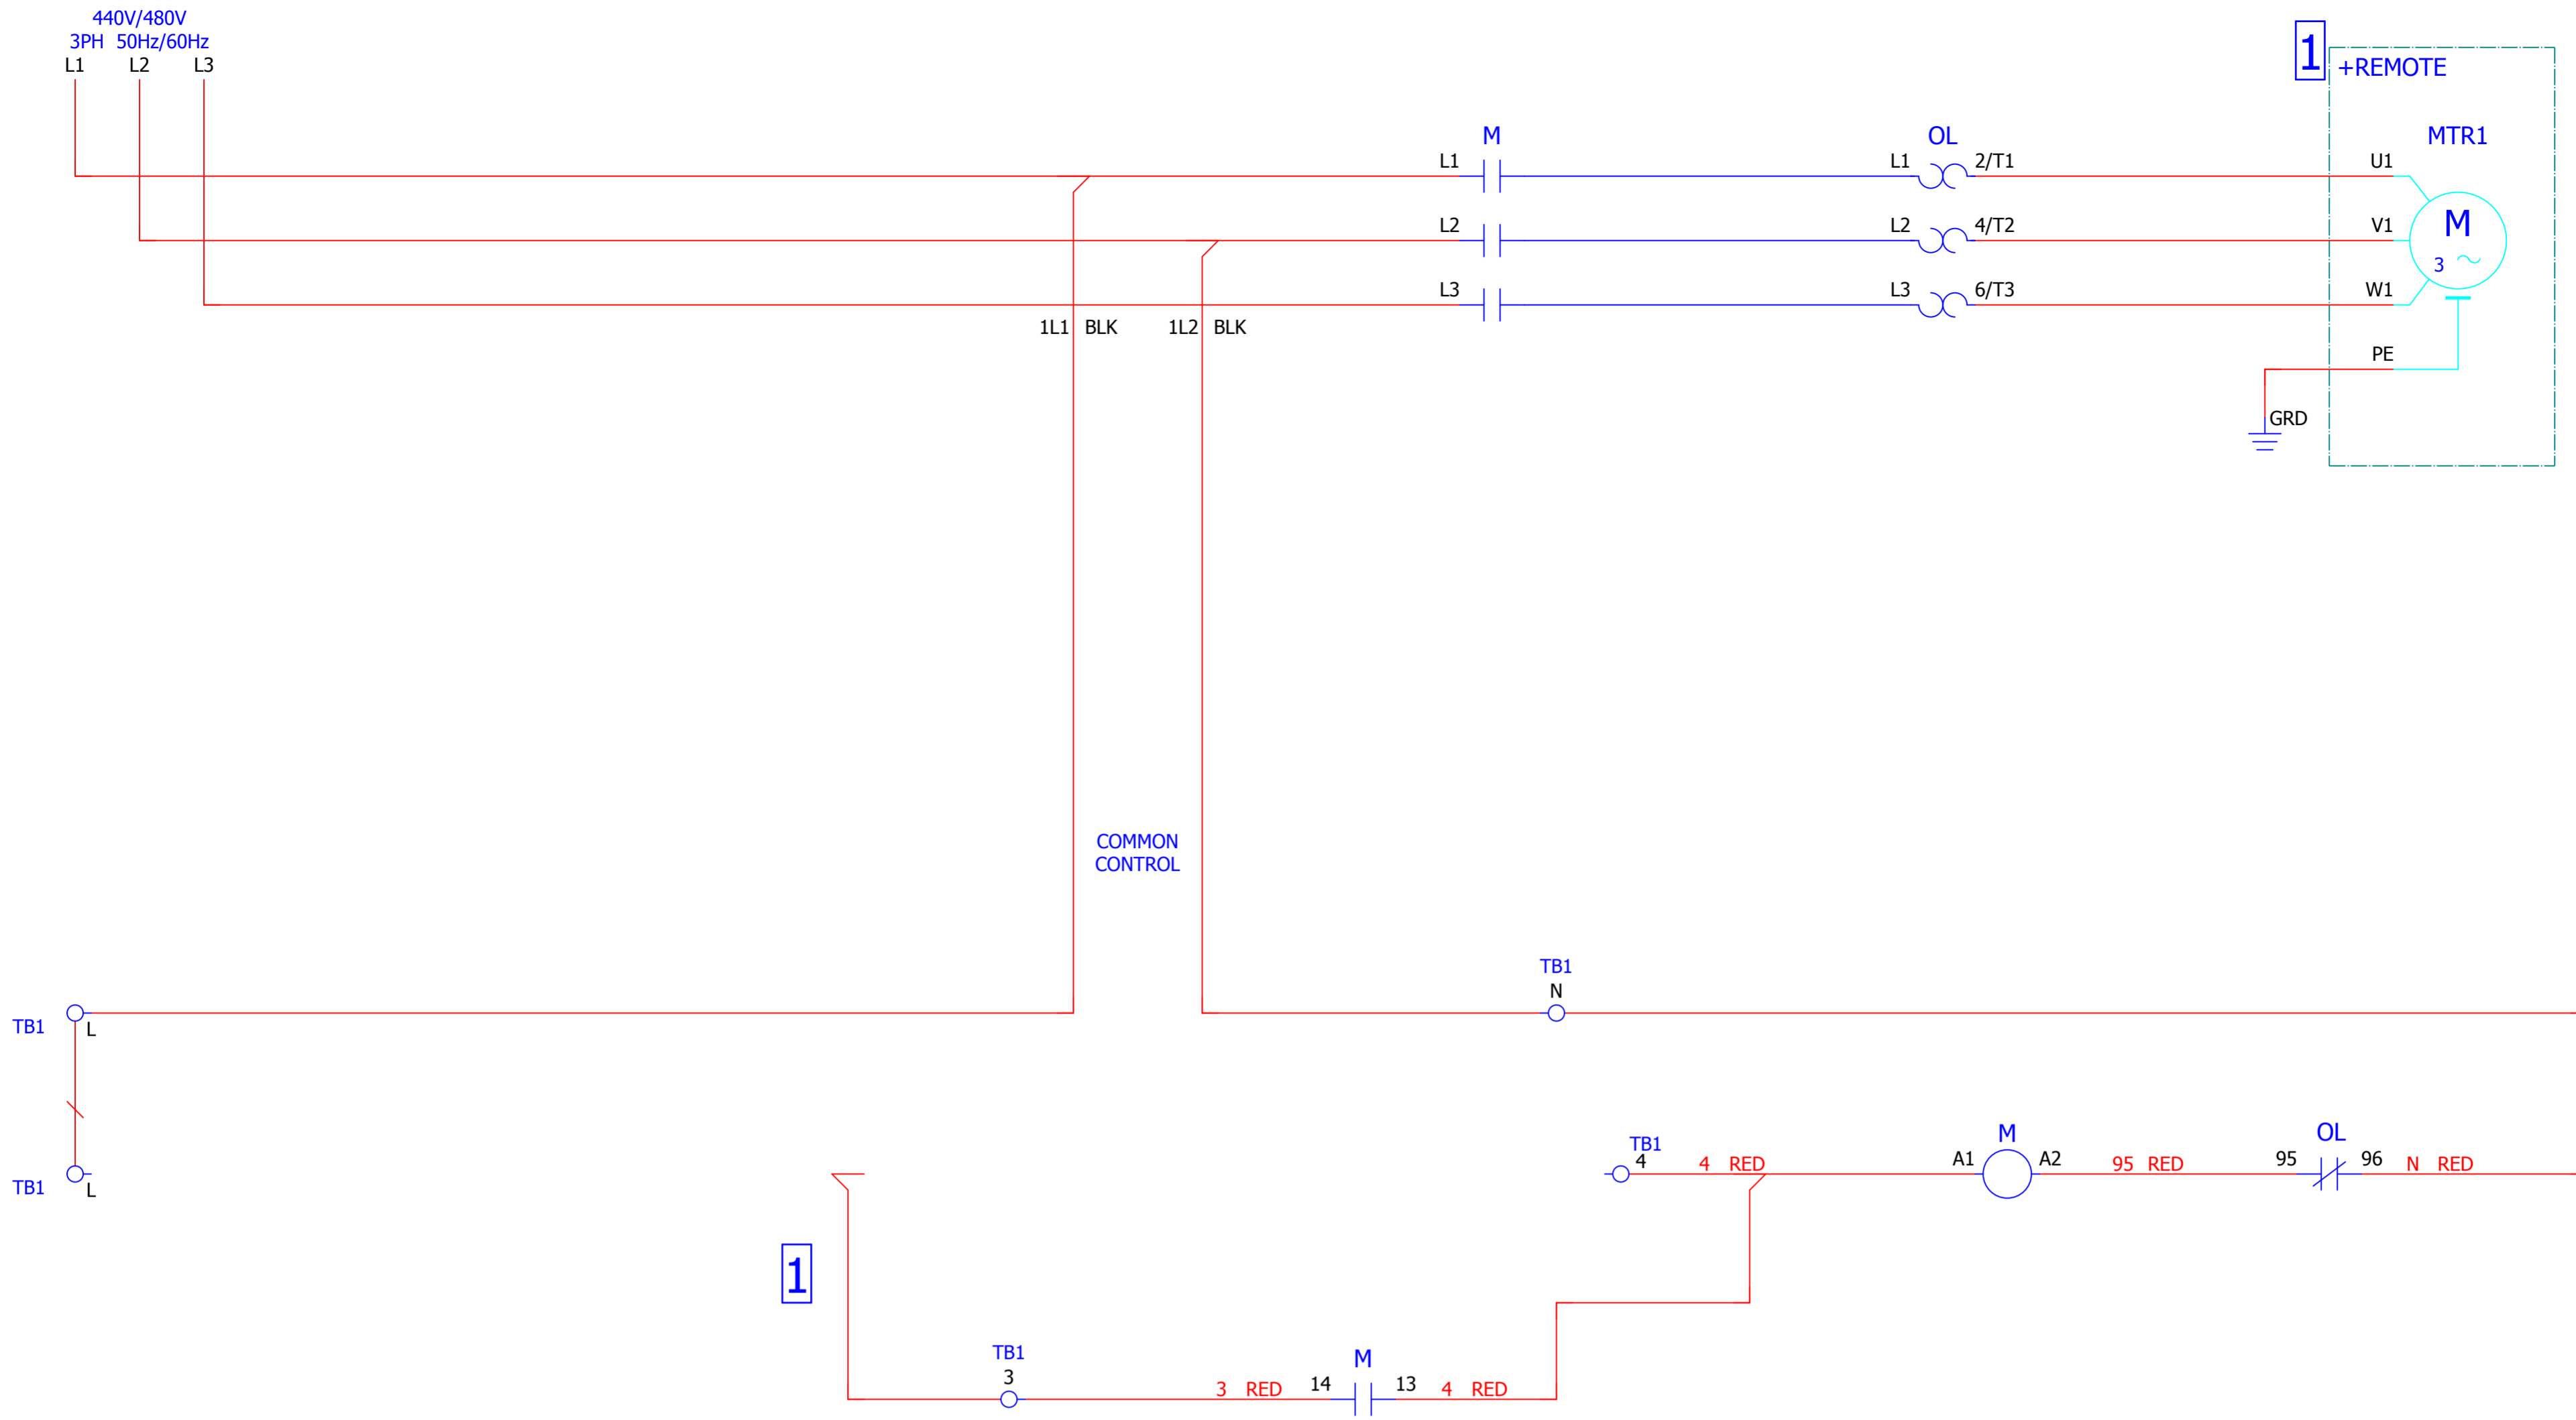 440V/480V
3PH 50Hz/60Hz
L1 L2 L3
1
+REMOTE
M OL MTR1
L1 L1 2/T1 U1
L2 L2 4/T2 V1
M
3
L3 L3 6/T3 W1
1L1 BLK 1L2 BLK
PE
GRD
COMMON
CONTROL
TB1
N
TB1 L
TB1
4 4 RED
M
A1 A2
95 RED
OL
95 96
N RED
TB1 L
1
TB1
3
3 RED
M
14 13
4 RED